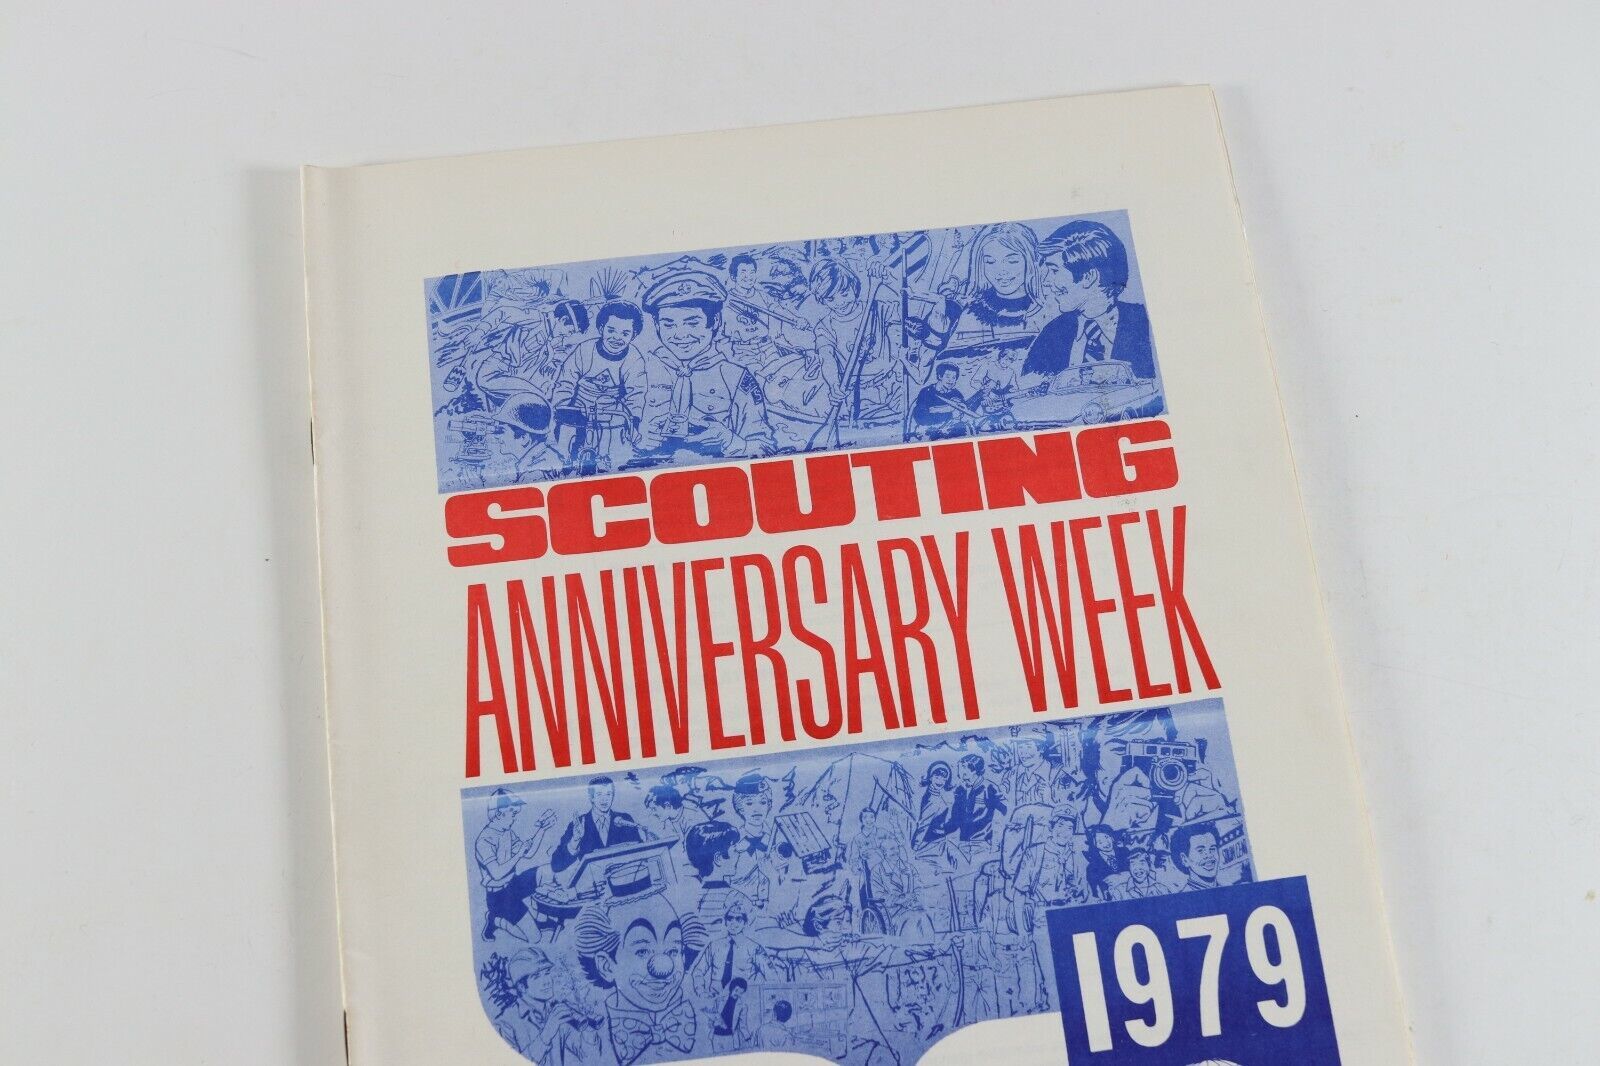 SCOUTING
ANNIVERSARY WEEK
1979